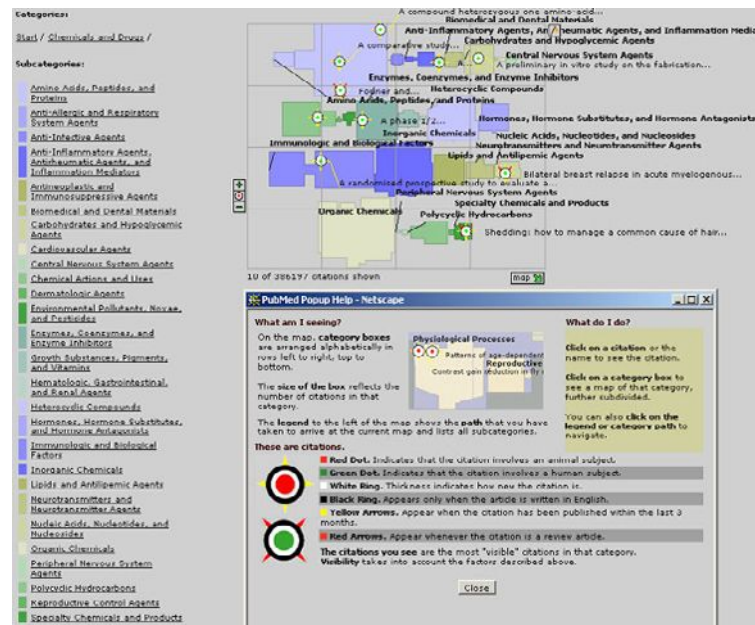 Categories:
Start / Chemicals and Drugs /
Subcategories:
Amino Acids, Peptides, and
Proteins
Anti-Allergic and Respiratory
System Agents
Anti-Infective Agents
Anti-Inflammatory Agents,
Antirheumatic Agents, and
Inflammation Mediators
Antineoplastic and
Immunosuppressive Agents
Biomedical and Dental Materials
Carbohydrates and Hypoglycemic
Agents
Cardiovascular Agents
Central Nervous System Agents
Chemical Actions and Uses
Dermatologic Agents
Environmental Pollutants, Noxae,
and Pesticides
Enzymes, Coenzymes, and
Enzyme Inhibitors
Growth Substances, Pigments,
and Vitamins
Hematologic, Gastrointestinal,
and Renal Agents
Heterocyclic Compounds
Hormones, Hormone Substitutes,
and Hormone Antagonists
Immunologic and Biological
Factors
Inorganic Chemicals
Lipids and Antilipemic Agents
Neurotransmitters and
Neurotransmitter Agents
Nucleic Acids, Nucleotides, and
Nucleosides
Organic Chemicals
Peripheral Nervous System
Agents
Polycyclic Hydrocarbons
Reproductive Control Agents
Specialty Chemicals and Products
A compound heterozygous one amino-acid...
Biomedical and Dental Materials
Anti-Inflammatory Agents, Antirheumatic Agents, and Inflammation Media
Carbohydrates and Hypoglycemic Agents
A comparative study...
Central Nervous System Agents
A...
A preliminary in vitro study on the fabrication...
Enzymes, Coenzymes, and Enzyme Inhibitors
Heterocyclic Compounds
Fodner and...
Amino Acids, Peptides, and Proteins
A phase 1/2...
Hormones, Hormone Substitutes, and Hormone Antagonists
Inorganic Chemicals
Nucleic Acids, Nucleotides, and Nucleosides
Immunologic and Biological Factors
Neurotransmitters and Neurotransmitter Agents
Lipids and Antilipemic Agents
Bilateral breast relapse in acute myelogenous...
A randomised prospective study to evaluate a...
Peripheral Nervous System Agents
Specialty Chemicals and Products
Organic Chemicals
Polycyclic Hydrocarbons
Shedding: how to manage a common cause of hair...
10 of 386197 citations shown
map
PubMed Popup Help - Netscape
What am I seeing?
On the map, category boxes
are arranged alphabetically in
rows left to right, top to
bottom.
The size of the box reflects the
number of citations in that
category.
The legend to the left of the map shows the path that you have
taken to arrive at the current map and lists all subcategories.
Physiological Processes
Patterns of age-dependent
Reproductive
Contrast gain reduction in fly
What do I do?
Click on a citation or the
name to see the citation.
Click on a category box to
see a map of that category,
further subdivided.
You can also click on the
legend or category path to
navigate.
These are citations.
Red Dot. Indicates that the citation involves an animal subject.
Green Dot. Indicates that the citation involves a human subject.
White Ring. Thickness indicates how new the citation is.
Black Ring. Appears only when the article is written in English.
Yellow Arrows. Appear when the citation has been published within the last 3
months.
Red Arrows. Appear whenever the citation is a review article.
The citations you see are the most "visible" citations in that category.
Visibility takes into account the factors described above.
Close